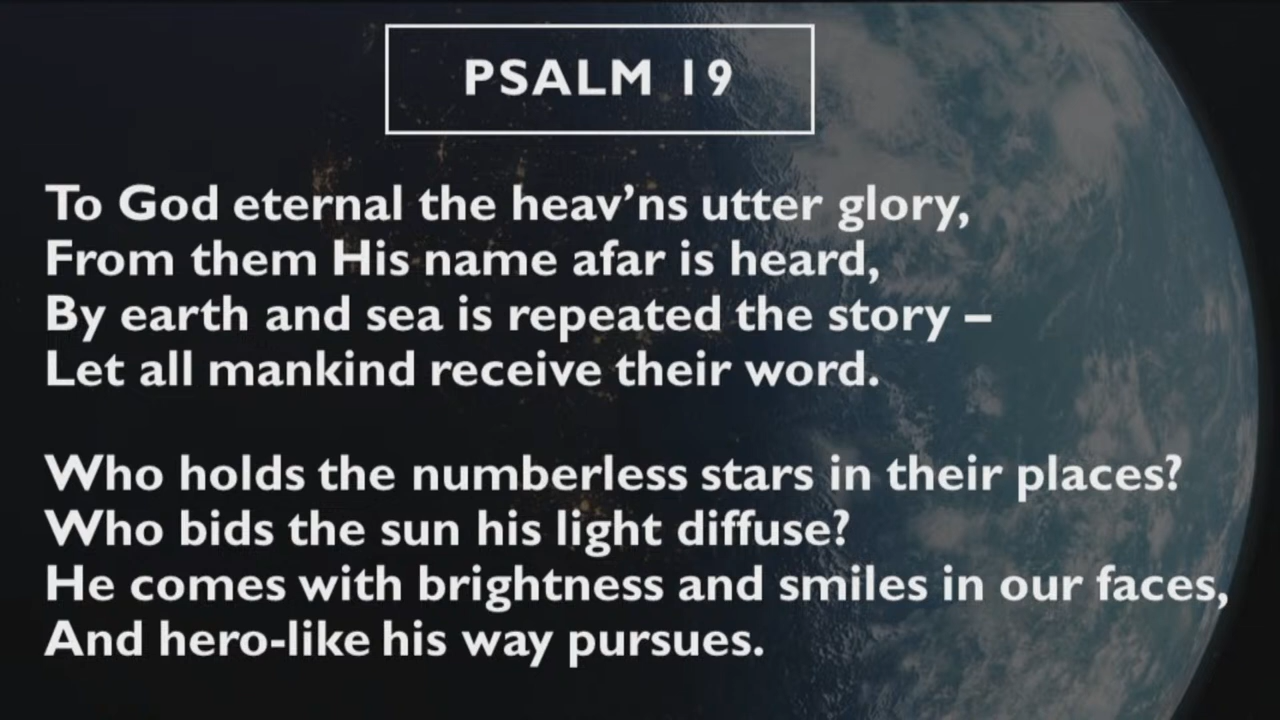 PSALM 19
To God eternal the heav’ns utter glory,
From them His name afar is heard,
By earth and sea is repeated the story –
Let all mankind receive their word.
Who holds the numberless stars in their places?
Who bids the sun his light diffuse?
He comes with brightness and smiles in our faces,
And hero-like his way pursues.